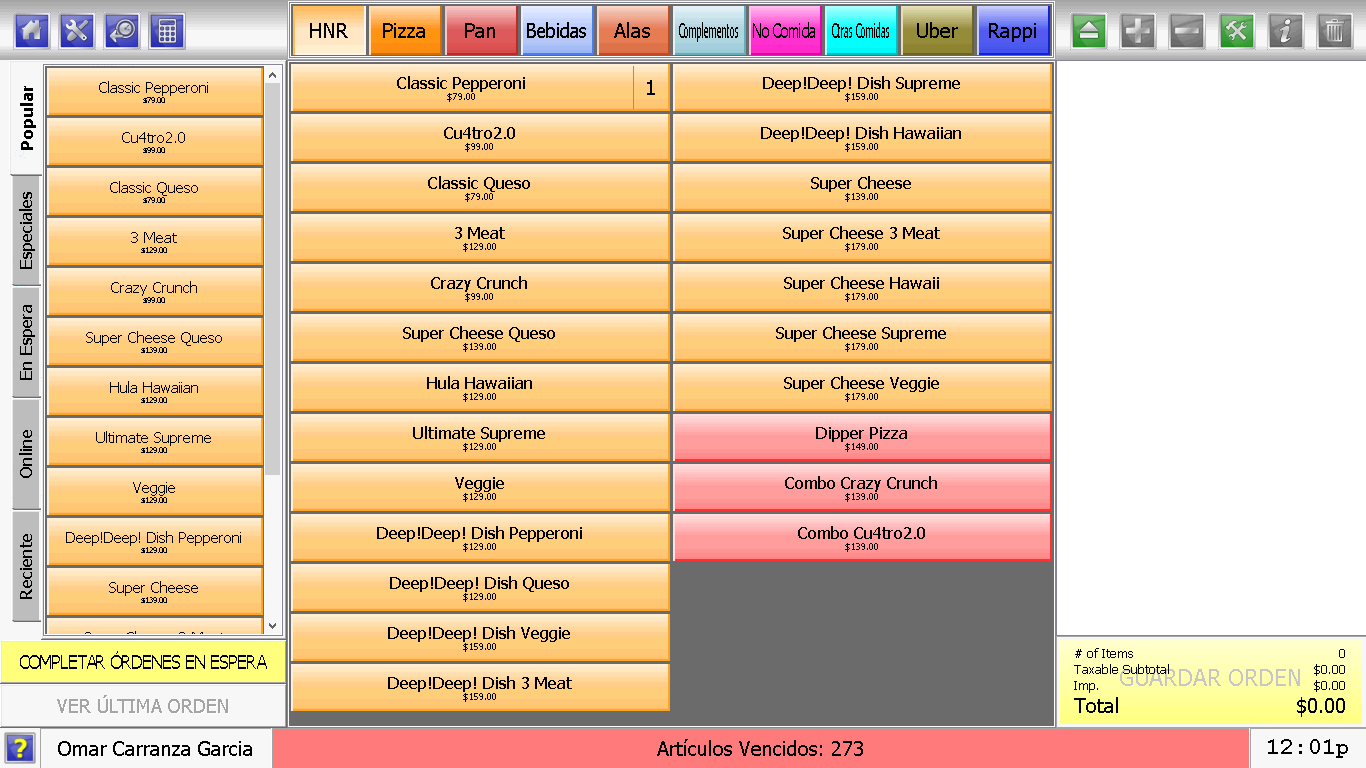 HNR
Pizza
Pan
Bebidas
Alas
Complementos
No Comida
Otras Comidas
Uber
Rappi
Popular
Especiales
En Espera
Online
Reciente
Classic Pepperoni
$79.00
Cu4tro2.0
$99.00
Classic Queso
$79.00
3 Meat
$129.00
Crazy Crunch
$99.00
Super Cheese Queso
$139.00
Hula Hawaiian
$129.00
Ultimate Supreme
$129.00
Veggie
$129.00
Deep!Deep! Dish Pepperoni
$129.00
Super Cheese
$139.00
Classic Pepperoni
$79.00
1
Cu4tro2.0
$99.00
Classic Queso
$79.00
3 Meat
$129.00
Crazy Crunch
$99.00
Super Cheese Queso
$139.00
Hula Hawaiian
$129.00
Ultimate Supreme
$129.00
Veggie
$129.00
Deep!Deep! Dish Pepperoni
$129.00
Deep!Deep! Dish Queso
$129.00
Deep!Deep! Dish Veggie
$159.00
Deep!Deep! Dish 3 Meat
$159.00
Deep!Deep! Dish Supreme
$159.00
Deep!Deep! Dish Hawaiian
$159.00
Super Cheese
$139.00
Super Cheese 3 Meat
$179.00
Super Cheese Hawaii
$179.00
Super Cheese Supreme
$179.00
Super Cheese Veggie
$179.00
Dipper Pizza
$149.00
Combo Crazy Crunch
$139.00
Combo Cu4tro2.0
$139.00
COMPLETAR ÓRDENES EN ESPERA
VER ÚLTIMA ORDEN
# of Items 0
Taxable Subtotal $0.00
GUARDAR ORDEN
Imp. $0.00
Total $0.00
? Omar Carranza Garcia
Artículos Vencidos: 273
12:01p